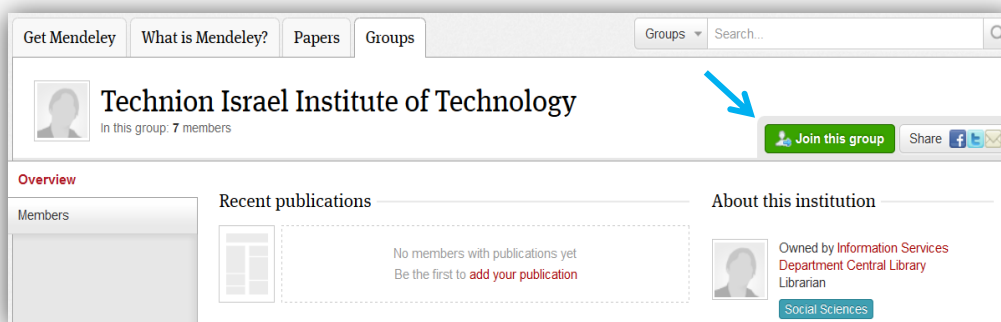 Get Mendeley
What is Mendeley?
Papers
Groups
Groups
Search...
Technion Israel Institute of Technology
In this group: 7 members
Join this group
Share
Overview
Members
Recent publications
No members with publications yet
Be the first to add your publication
About this institution
Owned by Information Services
Department Central Library
Librarian
Social Sciences